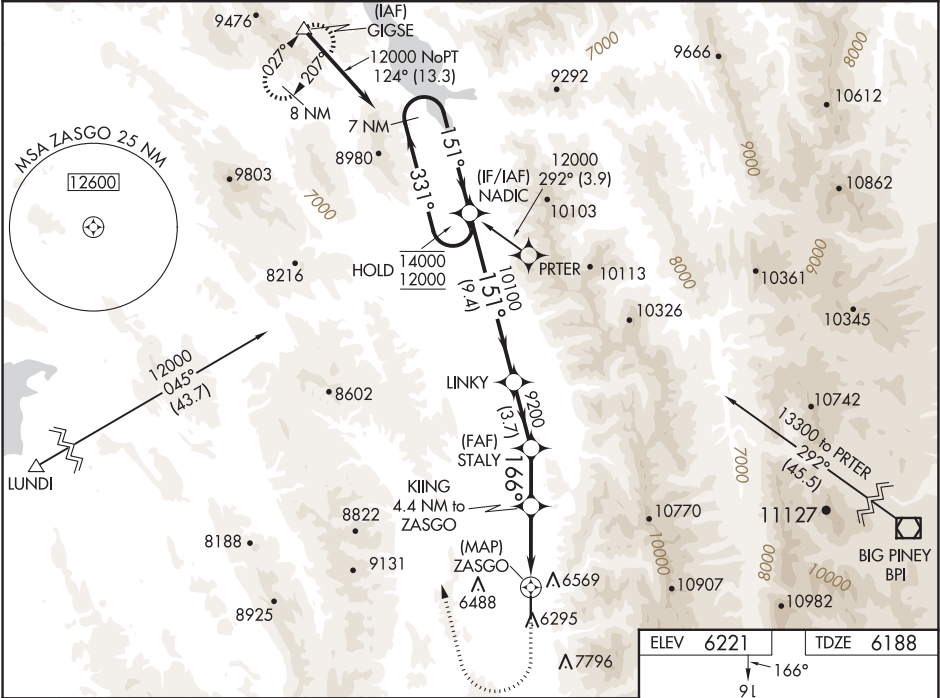 9476
(IAF)
GIGSE
12000 NoPT
124° (13.3)
027°
207°
8 NM
7000
9292
9666
8000
10612
MSA ZASGO 25 NM
12600
9803
7000
8980
7 NM
151°
331°
(IF/IAF)
NADIC
12000
292° (3.9)
10103
9000
10862
8216
HOLD
14000
12000
PRTER
10113
8000
10361
9000
10326
10345
10100
151°
(9.4)
12000
045°
(43.7)
LUNDI
8602
LINKY
9200
(3.7)
(FAF)
STALY
166°
KIING
4.4 NM to
ZASGO
10742
13300 to PRTER
292°
(45.5)
7000
8822
8188
9131
8925
10770
11127
BIG PINEY
BPI
(MAP)
ZASGO
6569
6488
6295
7796
10000
10907
8000
10000
10982
ELEV 6221
TDZE 6188
166°
91